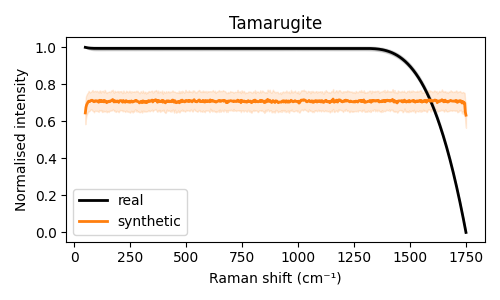 Tamarugite
Normalised intensity
1.0
0.8
0.6
0.4
0.2
0.0
real
synthetic
0
250
500
750
1000
1250
1500
1750
Raman shift (cm⁻¹)